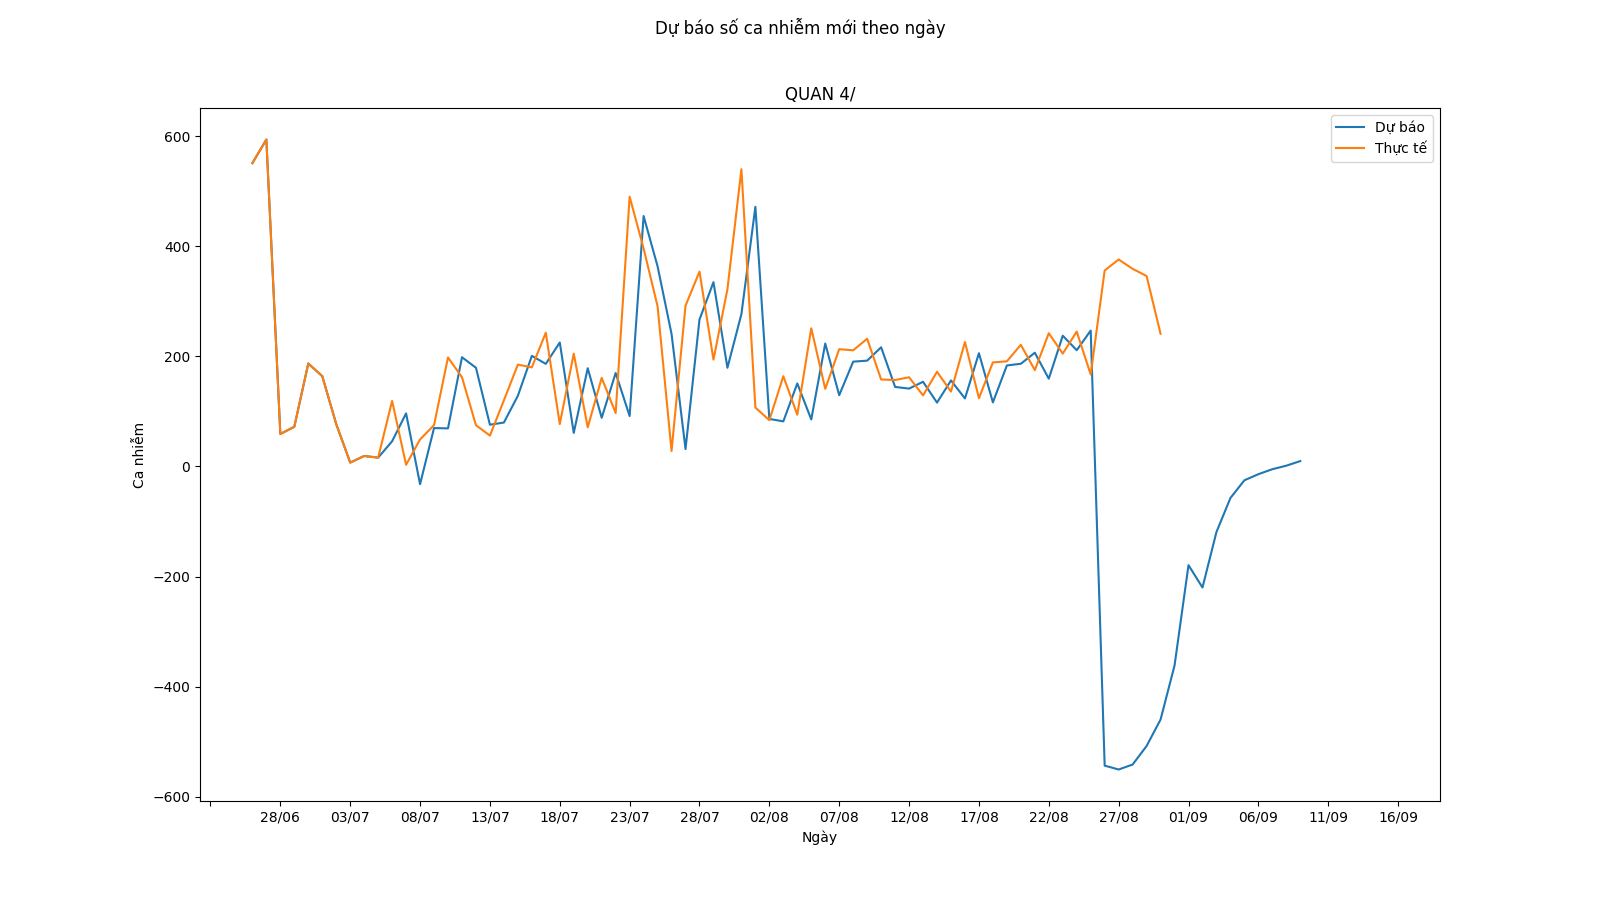 Dự báo số ca nhiễm mới theo ngày
QUAN 4/
Dự báo
Thực tế
600
400
200
0
−200
−400
−600
Ca nhiễm
28/06 03/07 08/07 13/07 18/07 23/07 28/07 02/08 07/08 12/08 17/08 22/08 27/08 01/09 06/09 11/09 16/09
Ngày